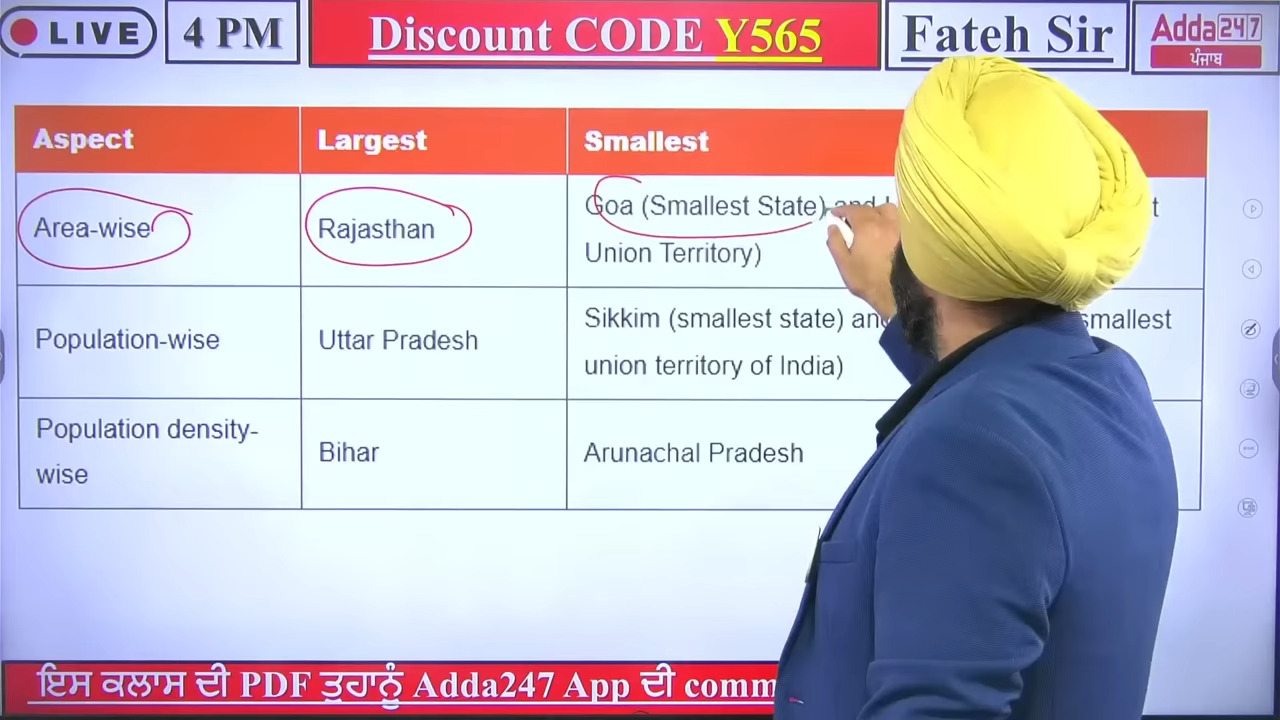 LIVE
4 PM
Discount CODE Y565
Fateh Sir
Adda247
ਪੰਜਾਬ
Aspect
Largest
Smallest
Area-wise
Rajasthan
Goa (Smallest State) and
Union Territory)
Population-wise
Uttar Pradesh
Sikkim (smallest state) and smallest
union territory of India)
Population density-
wise
Bihar
Arunachal Pradesh
ਇਸ ਕਲਾਸ ਦੀ PDF ਤੁਹਾਨੂੰ Adda247 App ਦੀ